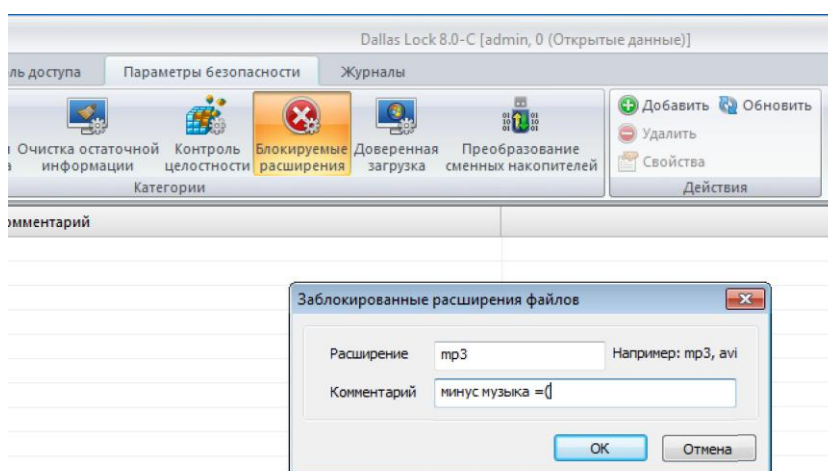 Dallas Lock 8.0-C [admin, 0 (Открытые данные)]
ль доступа Параметры безопасности Журналы
Очистка остаточной информации
Контроль целостности
Блокируемые расширения
Доверенная загрузка
Преобразование сменных накопителей
Добавить Обновить
Удалить
Свойства
Категории Действия
омментарий
Заблокированные расширения файлов
Расширение mp3 Например: mp3, avi
Комментарий минус музыка =(
OK Отмена